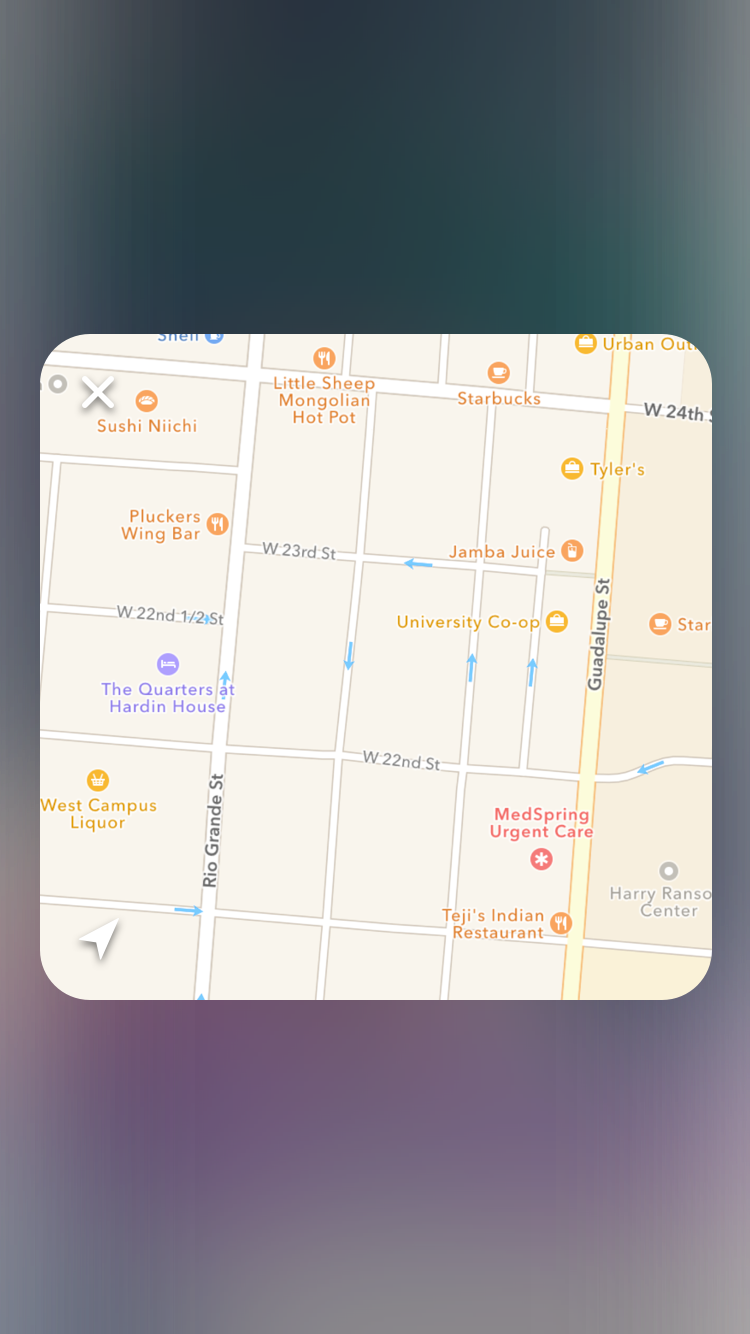 Shell
Urban Out
Little Sheep
Mongolian
Hot Pot
Starbucks
W 24th S
Sushi Niichi
Tyler's
Pluckers
Wing Bar
W 23rd St
Jamba Juice
W 22nd 1/2 St
University Co-op
Star
Guadalupe St
The Quarters at
Hardin House
W 22nd St
West Campus
Liquor
Rio Grande St
MedSpring
Urgent Care
Harry Ranso
Center
Teji's Indian
Restaurant